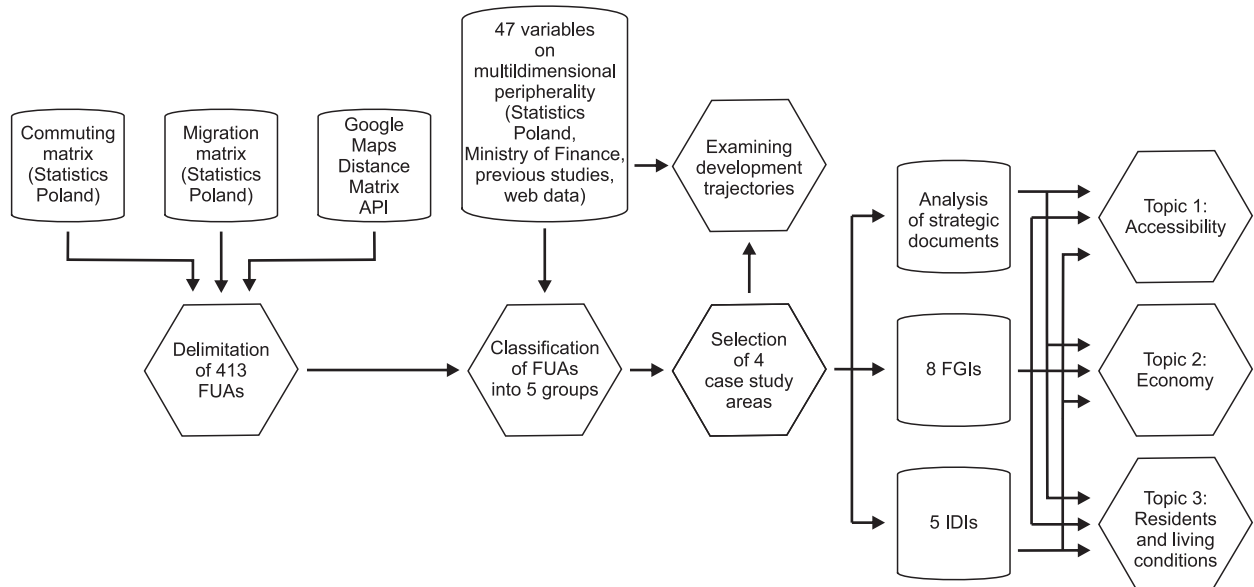 Commuting
matrix
(Statistics
Poland)
Migration
matrix
(Statistics
Poland)
Google
Maps
Distance
Matrix
API
47 variables
on
multildimensional
peripherality
(Statistics
Poland,
Ministry of Finance,
previous studies,
web data)
Examining
development
trajectories
Delimitation
of 413
FUAs
Classification
of FUAs
into 5 groups
Selection
of 4
case study
areas
Analysis
of strategic
documents
8 FGIs
5 IDIs
Topic 1:
Accessibility
Topic 2:
Economy
Topic 3:
Residents
and living
conditions